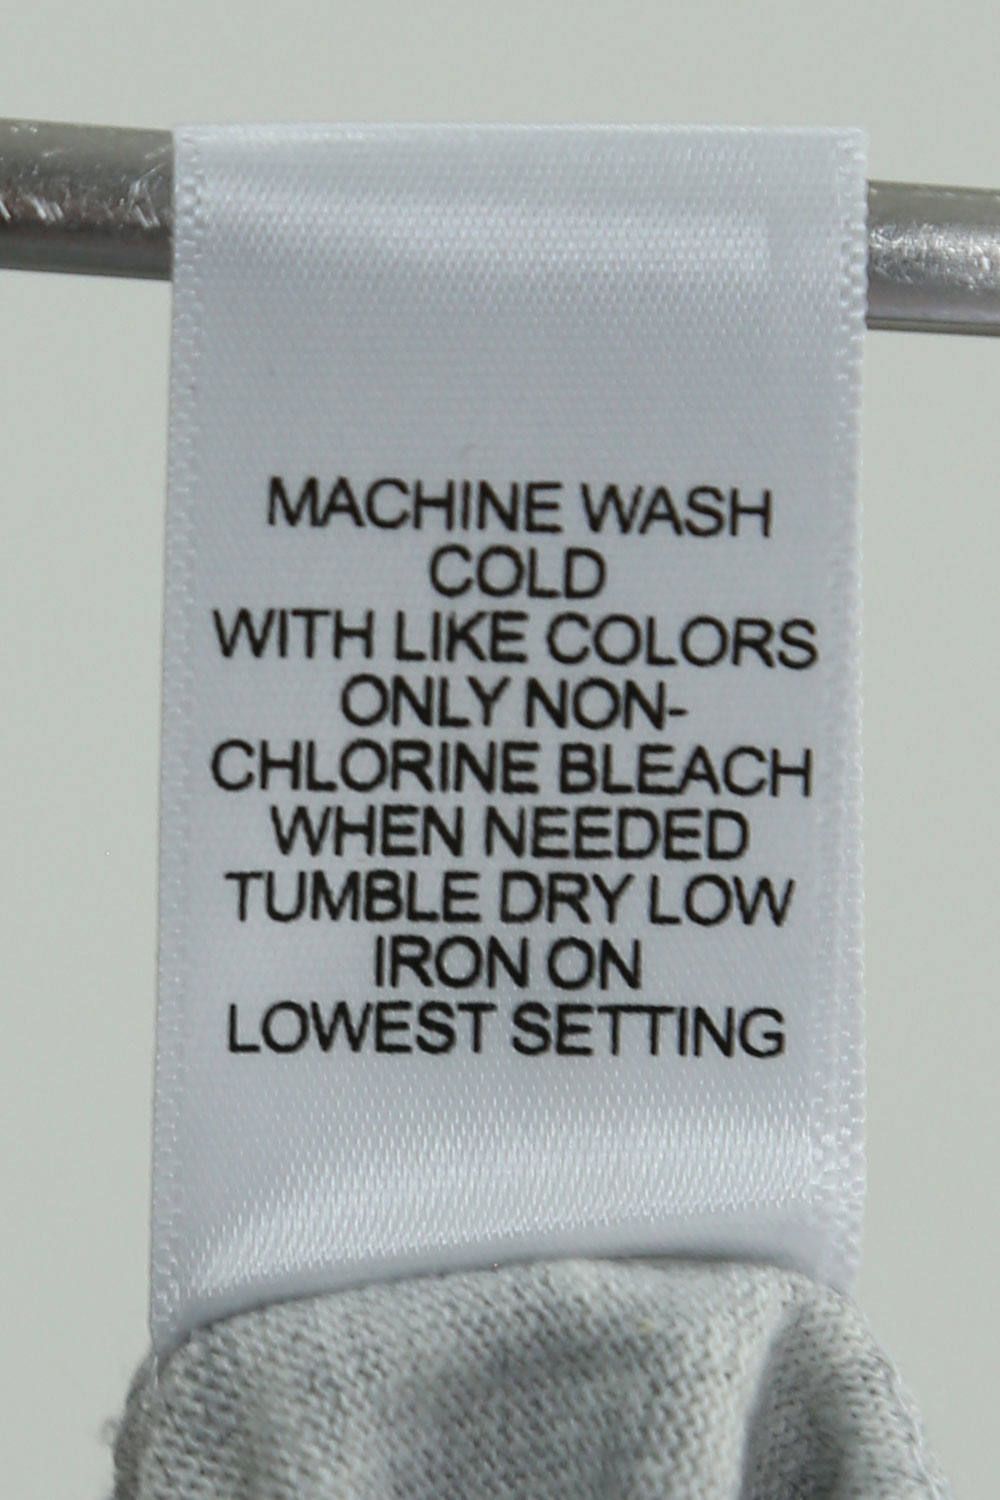 MACHINE WASH
COLD
WITH LIKE COLORS
ONLY NON-
CHLORINE BLEACH
WHEN NEEDED
TUMBLE DRY LOW
IRON ON
LOWEST SETTING